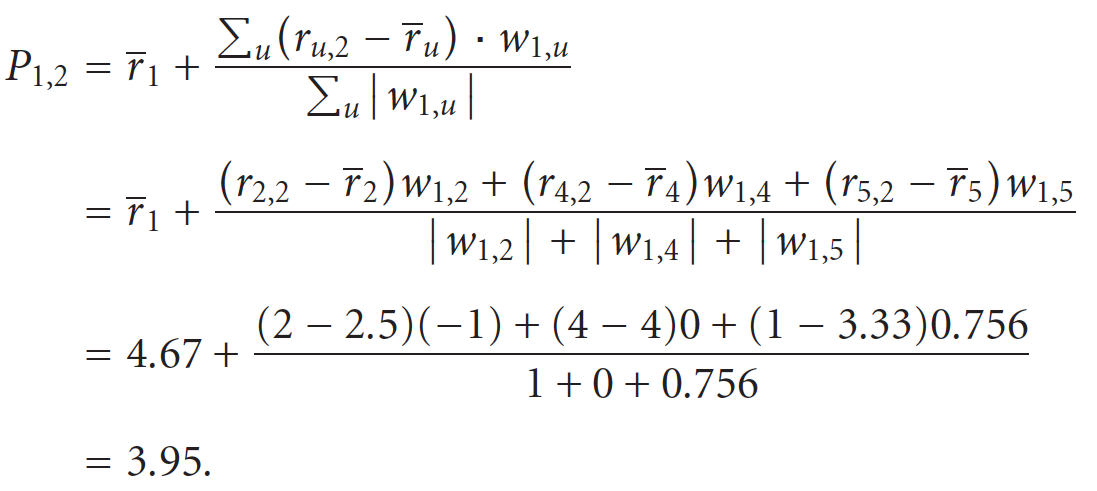 P₁,₂ = r̄₁ + (∑ᵤ(rᵤ,₂ − r̄ᵤ) · w₁,ᵤ) / (∑ᵤ|w₁,ᵤ|)
= r̄₁ + ((r₂,₂ − r̄₂)w₁,₂ + (r₄,₂ − r̄₄)w₁,₄ + (r₅,₂ − r̄₅)w₁,₅) / (|w₁,₂| + |w₁,₄| + |w₁,₅|)
= 4.67 + ((2 − 2.5)(−1) + (4 − 4)0 + (1 − 3.33)0.756) / (1 + 0 + 0.756)
= 3.95.